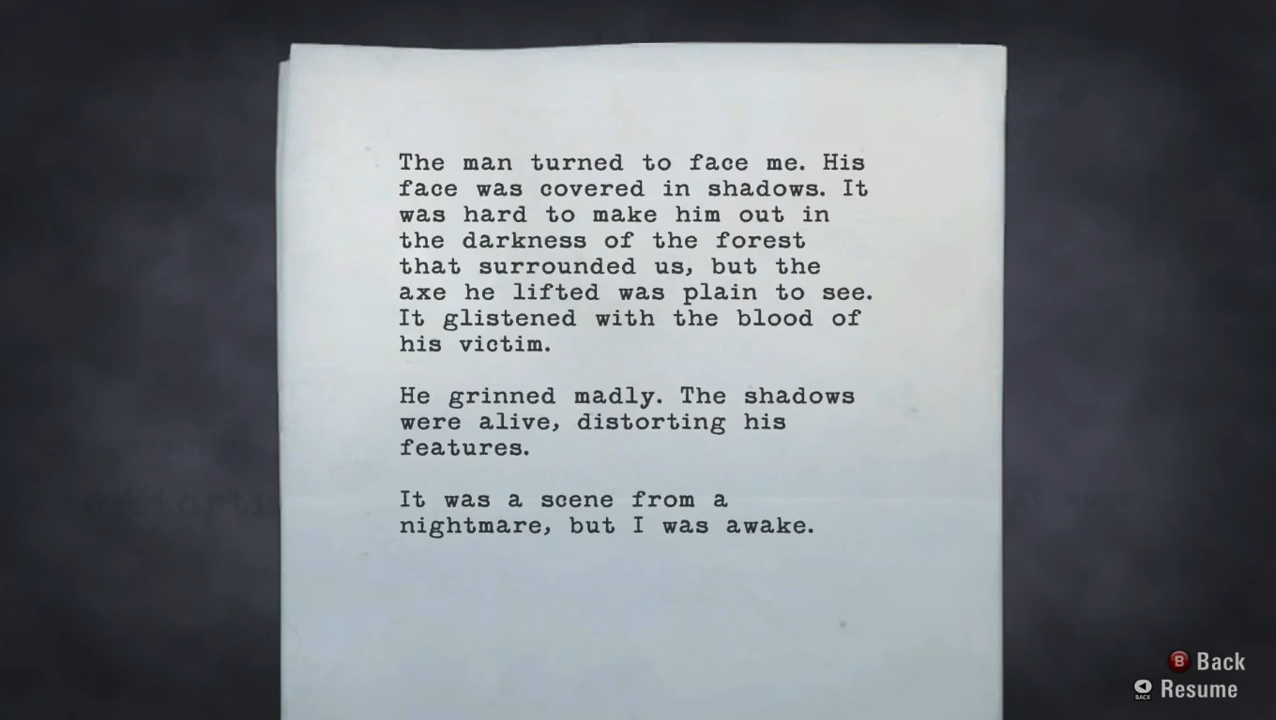 The man turned to face me. His
face was covered in shadows. It
was hard to make him out in
the darkness of the forest
that surrounded us, but the
axe he lifted was plain to see.
It glistened with the blood of
his victim.
He grinned madly. The shadows
were alive, distorting his
features.
It was a scene from a
nightmare, but I was awake.
B Back
BACK Resume